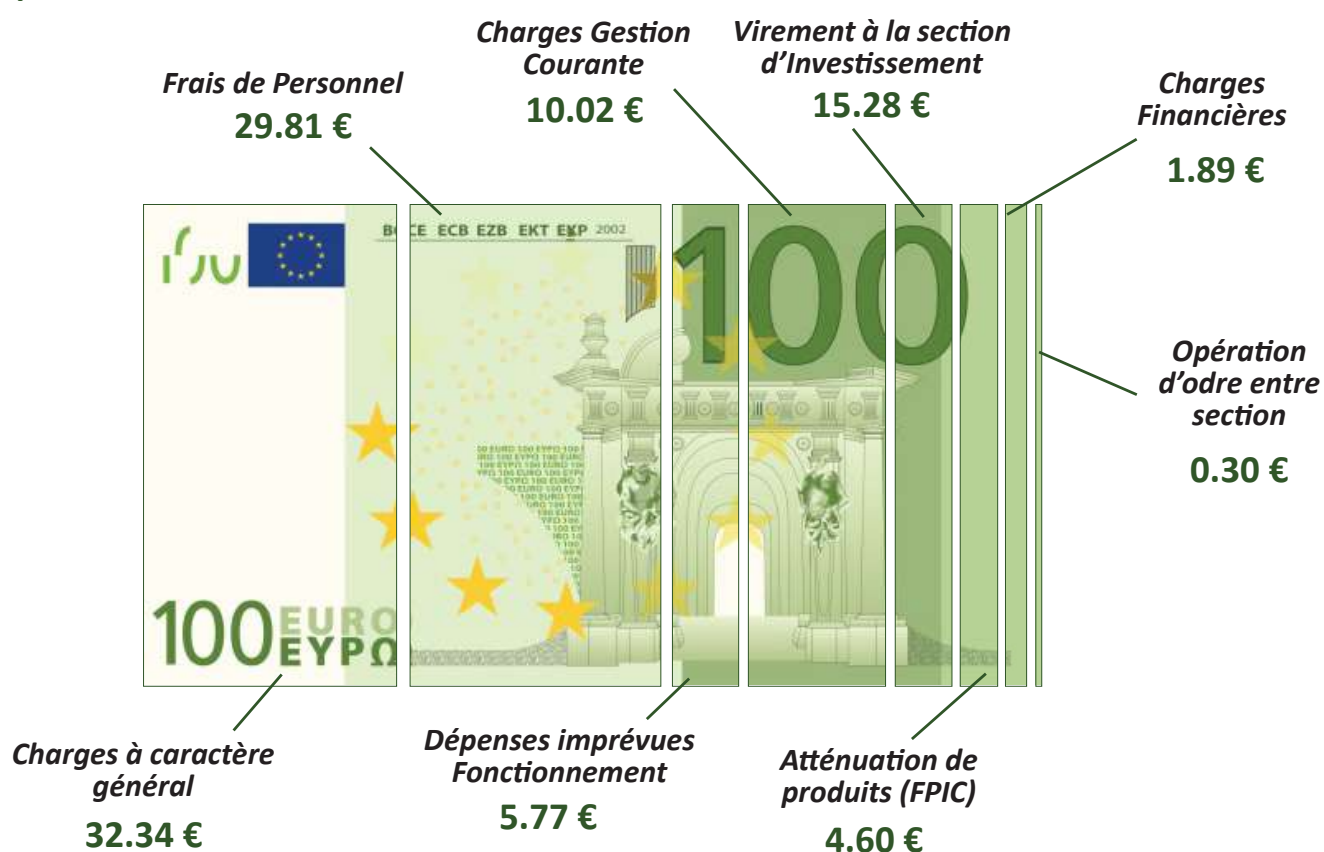 Charges Gestion
Courante
10.02 €
Virement à la section
d'Investissement
15.28 €
Frais de Personnel
29.81 €
Charges
Financières
1.89 €
BCE ECB EZB EKT EKP 2002
100
Opération
d'odre entre
section
0.30 €
100 EURO
ΕΥΡΩ
Charges à caractère
général
32.34 €
Dépenses imprévues
Fonctionnement
5.77 €
Atténuation de
produits (FPIC)
4.60 €